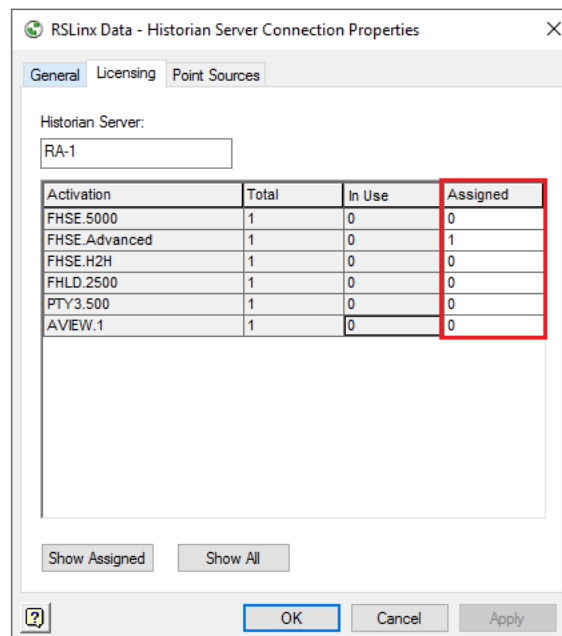 RSLinx Data - Historian Server Connection Properties
General Licensing Point Sources
Historian Server:
RA-1
Activation Total In Use Assigned
FHSE.5000 1 0 0
FHSE.Advanced 1 0 1
FHSE.H2H 1 0 0
FHLD.2500 1 0 0
PTY3.500 1 0 0
AVIEW.1 1 0 0
Show Assigned Show All
OK Cancel Apply